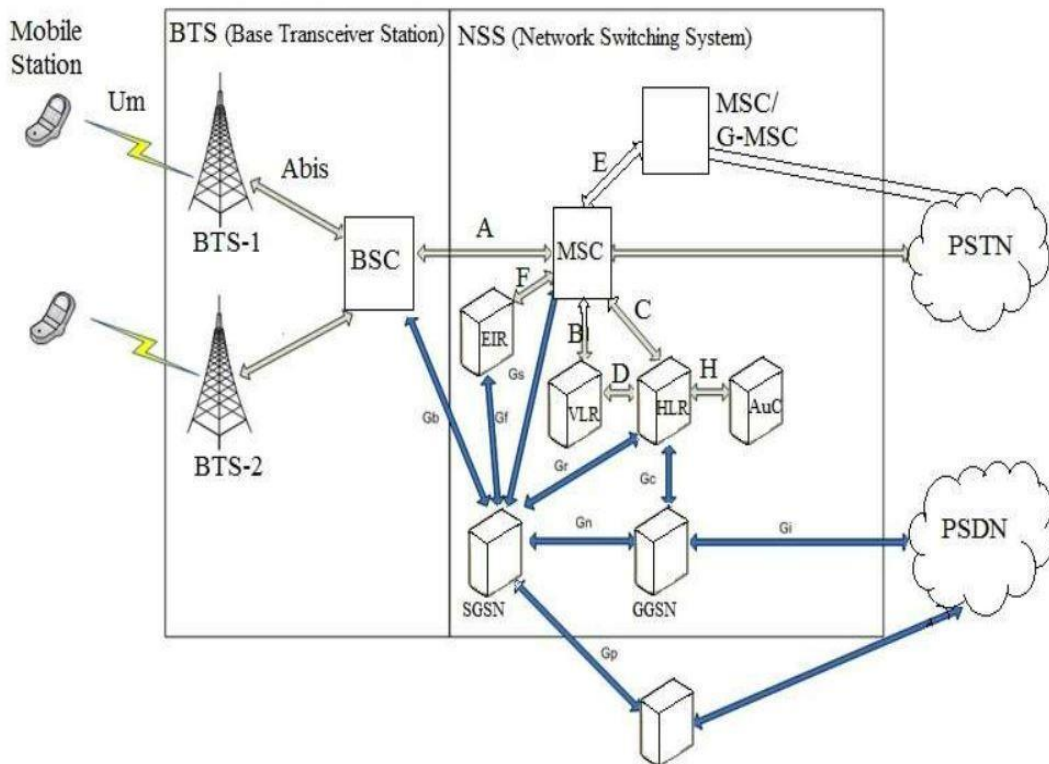 Mobile
Station
BTS (Base Transceiver Station)
NSS (Network Switching System)
Um
Abis
BTS-1
BTS-2
BSC
A
MSC
E
MSC/
G-MSC
PSTN
F
EIR
B
C
D
H
VLR
HLR
AuC
Gs
Gb
Gf
Gr
Gc
Gn
Gi
SGSN
GGSN
PSDN
Gp